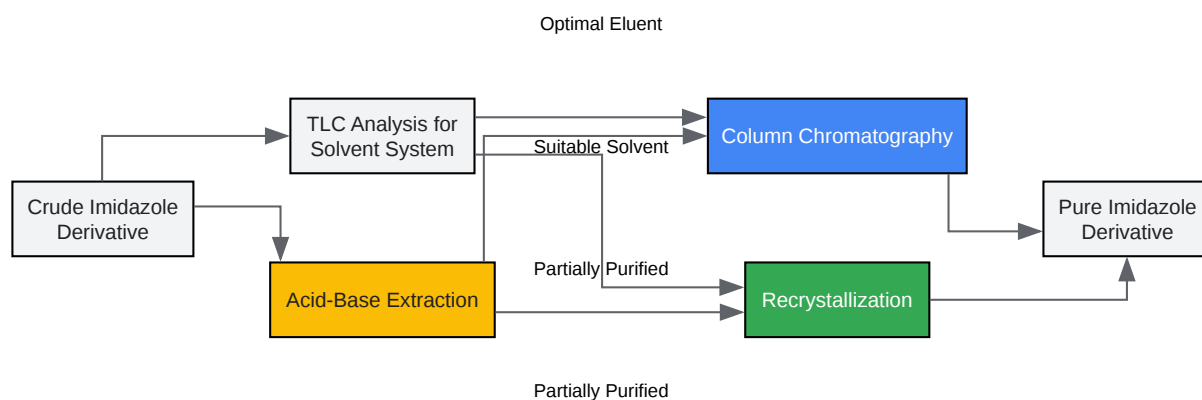 Optimal Eluent
TLC Analysis for
Solvent System
Suitable Solvent
Column Chromatography
Crude Imidazole
Derivative
Pure Imidazole
Derivative
Partially Purified
Acid-Base Extraction
Recrystallization
Partially Purified